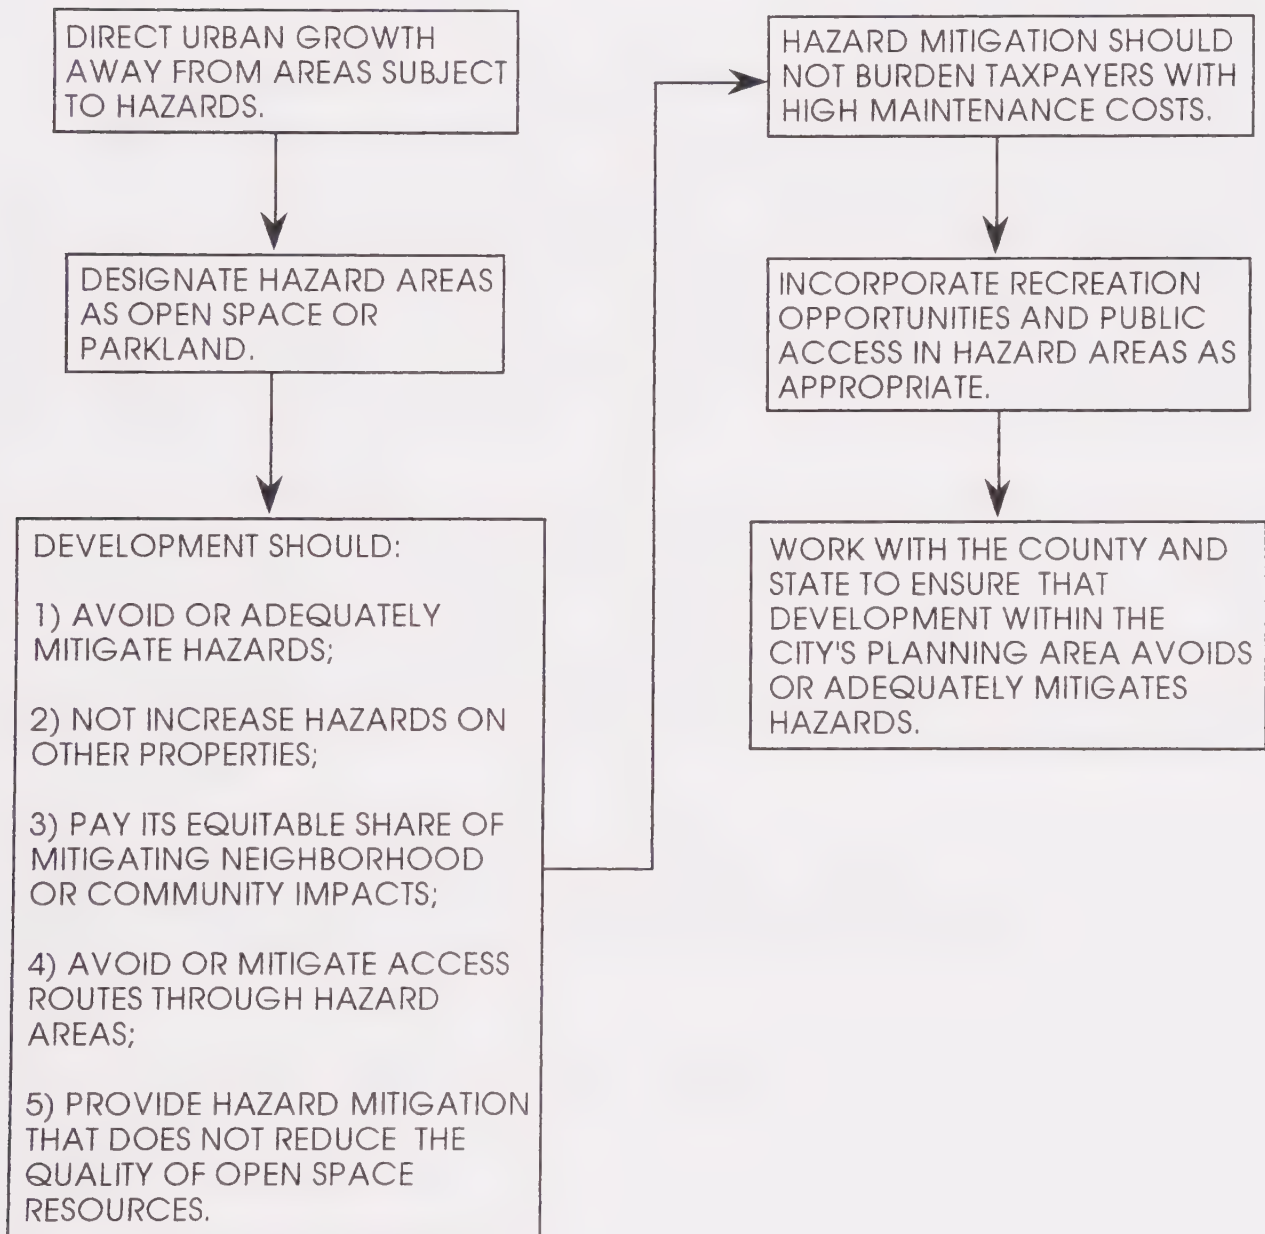 DIRECT URBAN GROWTH
AWAY FROM AREAS SUBJECT
TO HAZARDS.
DESIGNATE HAZARD AREAS
AS OPEN SPACE OR
PARKLAND.
DEVELOPMENT SHOULD:
1) AVOID OR ADEQUATELY
MITIGATE HAZARDS;
2) NOT INCREASE HAZARDS ON
OTHER PROPERTIES;
3) PAY ITS EQUITABLE SHARE OF
MITIGATING NEIGHBORHOOD
OR COMMUNITY IMPACTS;
4) AVOID OR MITIGATE ACCESS
ROUTES THROUGH HAZARD
AREAS;
5) PROVIDE HAZARD MITIGATION
THAT DOES NOT REDUCE THE
QUALITY OF OPEN SPACE
RESOURCES.
HAZARD MITIGATION SHOULD
NOT BURDEN TAXPAYERS WITH
HIGH MAINTENANCE COSTS.
INCORPORATE RECREATION
OPPORTUNITIES AND PUBLIC
ACCESS IN HAZARD AREAS AS
APPROPRIATE.
WORK WITH THE COUNTY AND
STATE TO ENSURE THAT
DEVELOPMENT WITHIN THE
CITY'S PLANNING AREA AVOIDS
OR ADEQUATELY MITIGATES
HAZARDS.